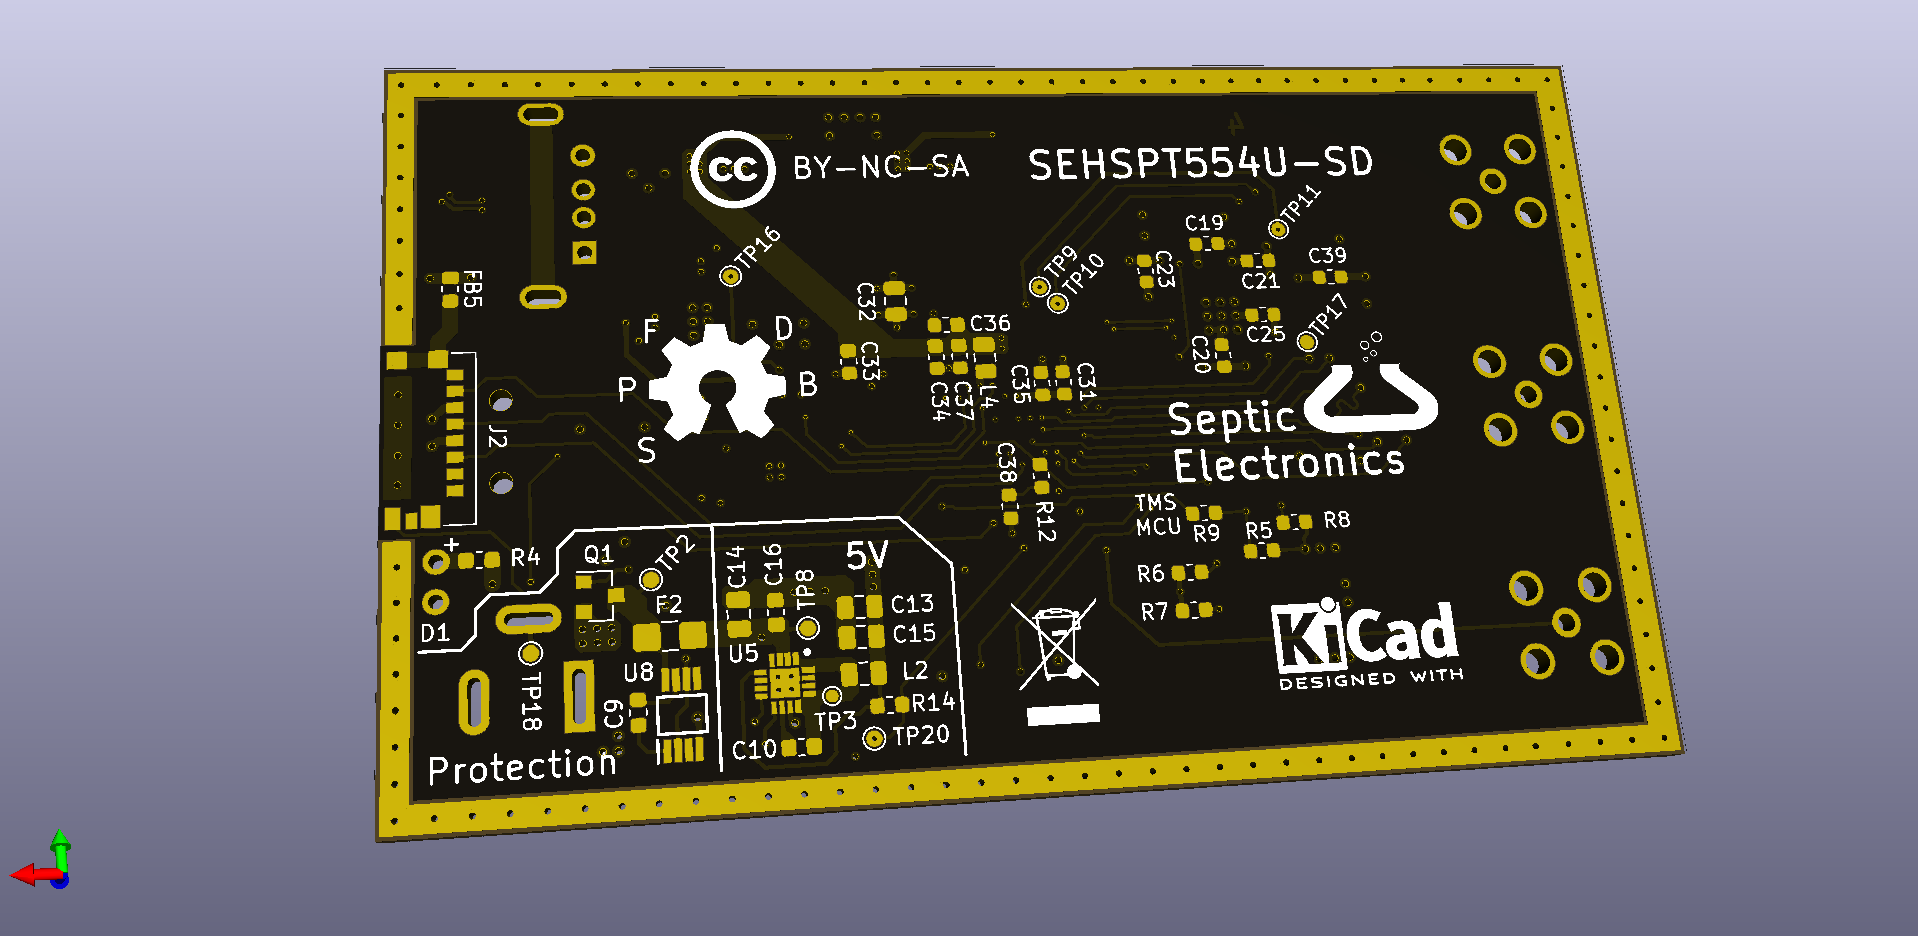 4
cc BY-NC-SA
SEHSPT554U-SD
TP11
C19
TP16
TP9
TP10
C23
C21
C39
FB5
C32
C36
TP17
C25
F
D
C33
C20
P
B
C34
C37
L4
C35
C31
S
J2
Septic
Electronics
C38
R12
TMS
MCU
R9
R5
R8
+
R4
Q1
TP2
C14
C16
TP8
5V
R6
R7
D1
F2
C13
C15
U5
U8
L2
TP18
C9
TP3
R14
TP20
C10
Protection
KiCad
DESIGNED WITH